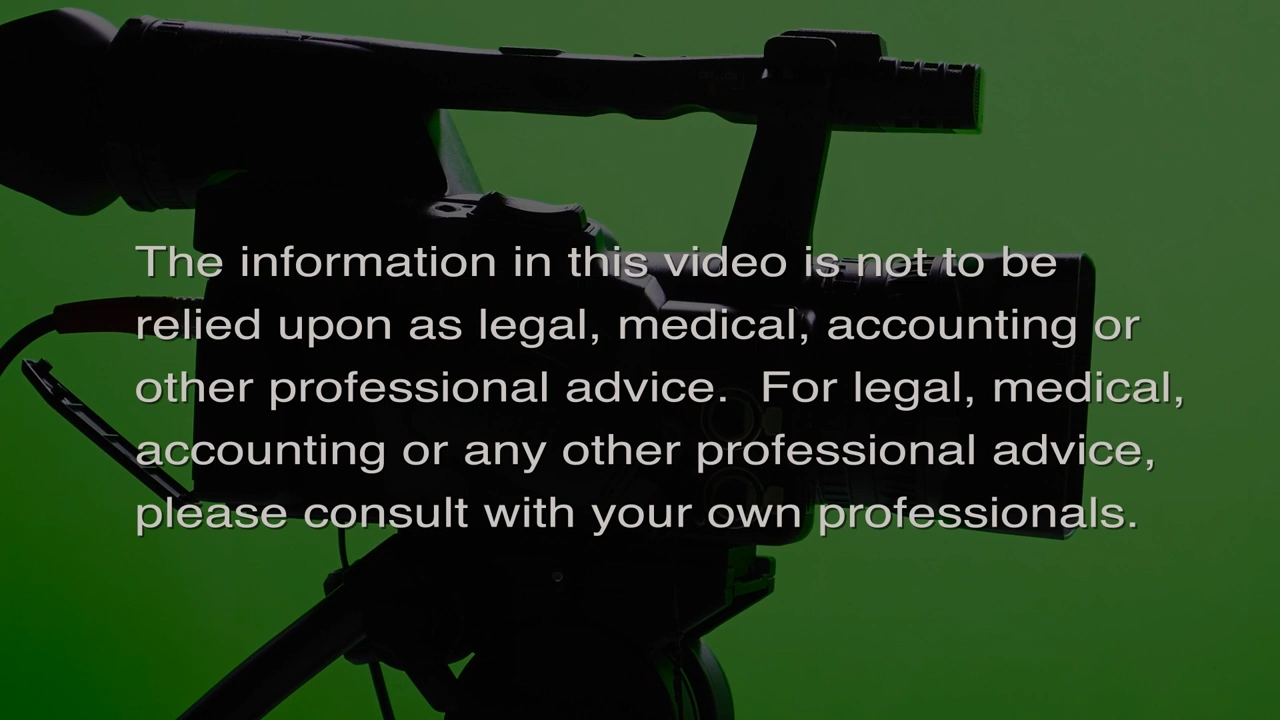 The information in this video is not to be
relied upon as legal, medical, accounting or
other professional advice.  For legal, medical,
accounting or any other professional advice,
please consult with your own professionals.